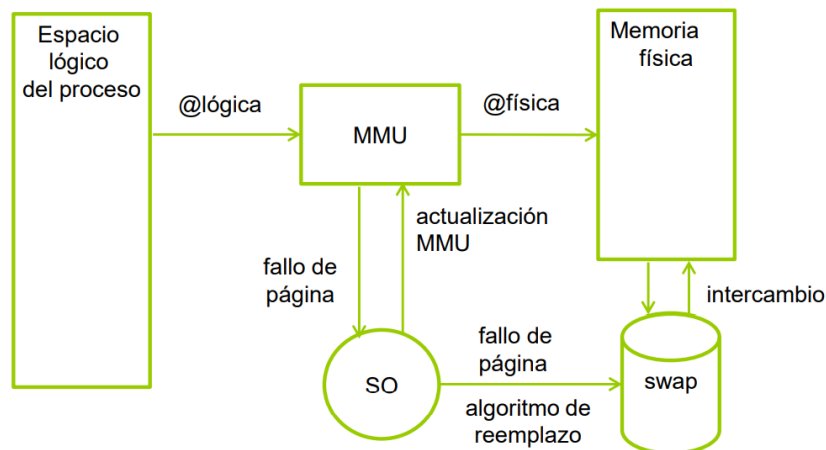 Espacio
lógico
del proceso
@lógica
MMU
@física
Memoria
física
fallo de
página
actualización
MMU
SO
fallo de
página
algoritmo de
reemplazo
swap
intercambio